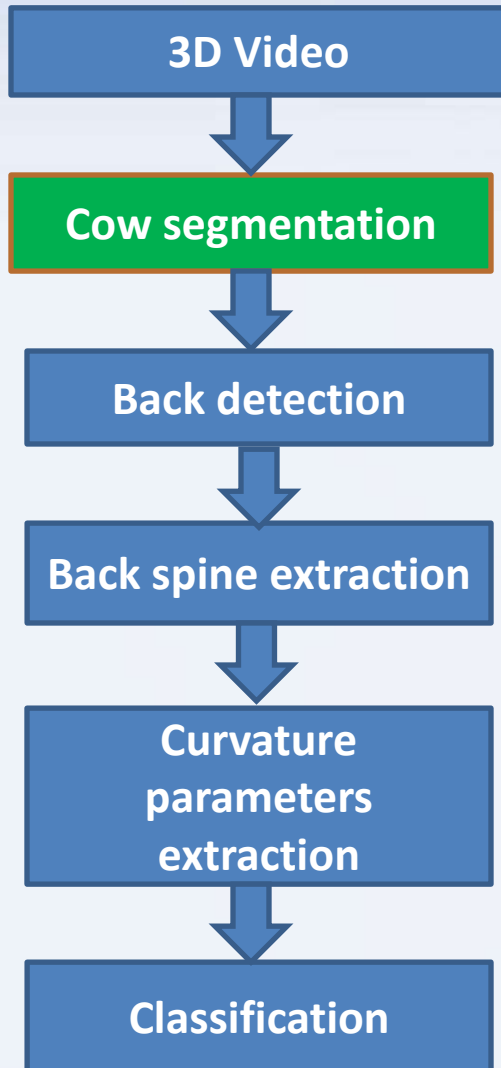 3D Video
Cow segmentation
Back detection
Back spine extraction
Curvature
parameters
extraction
Classification